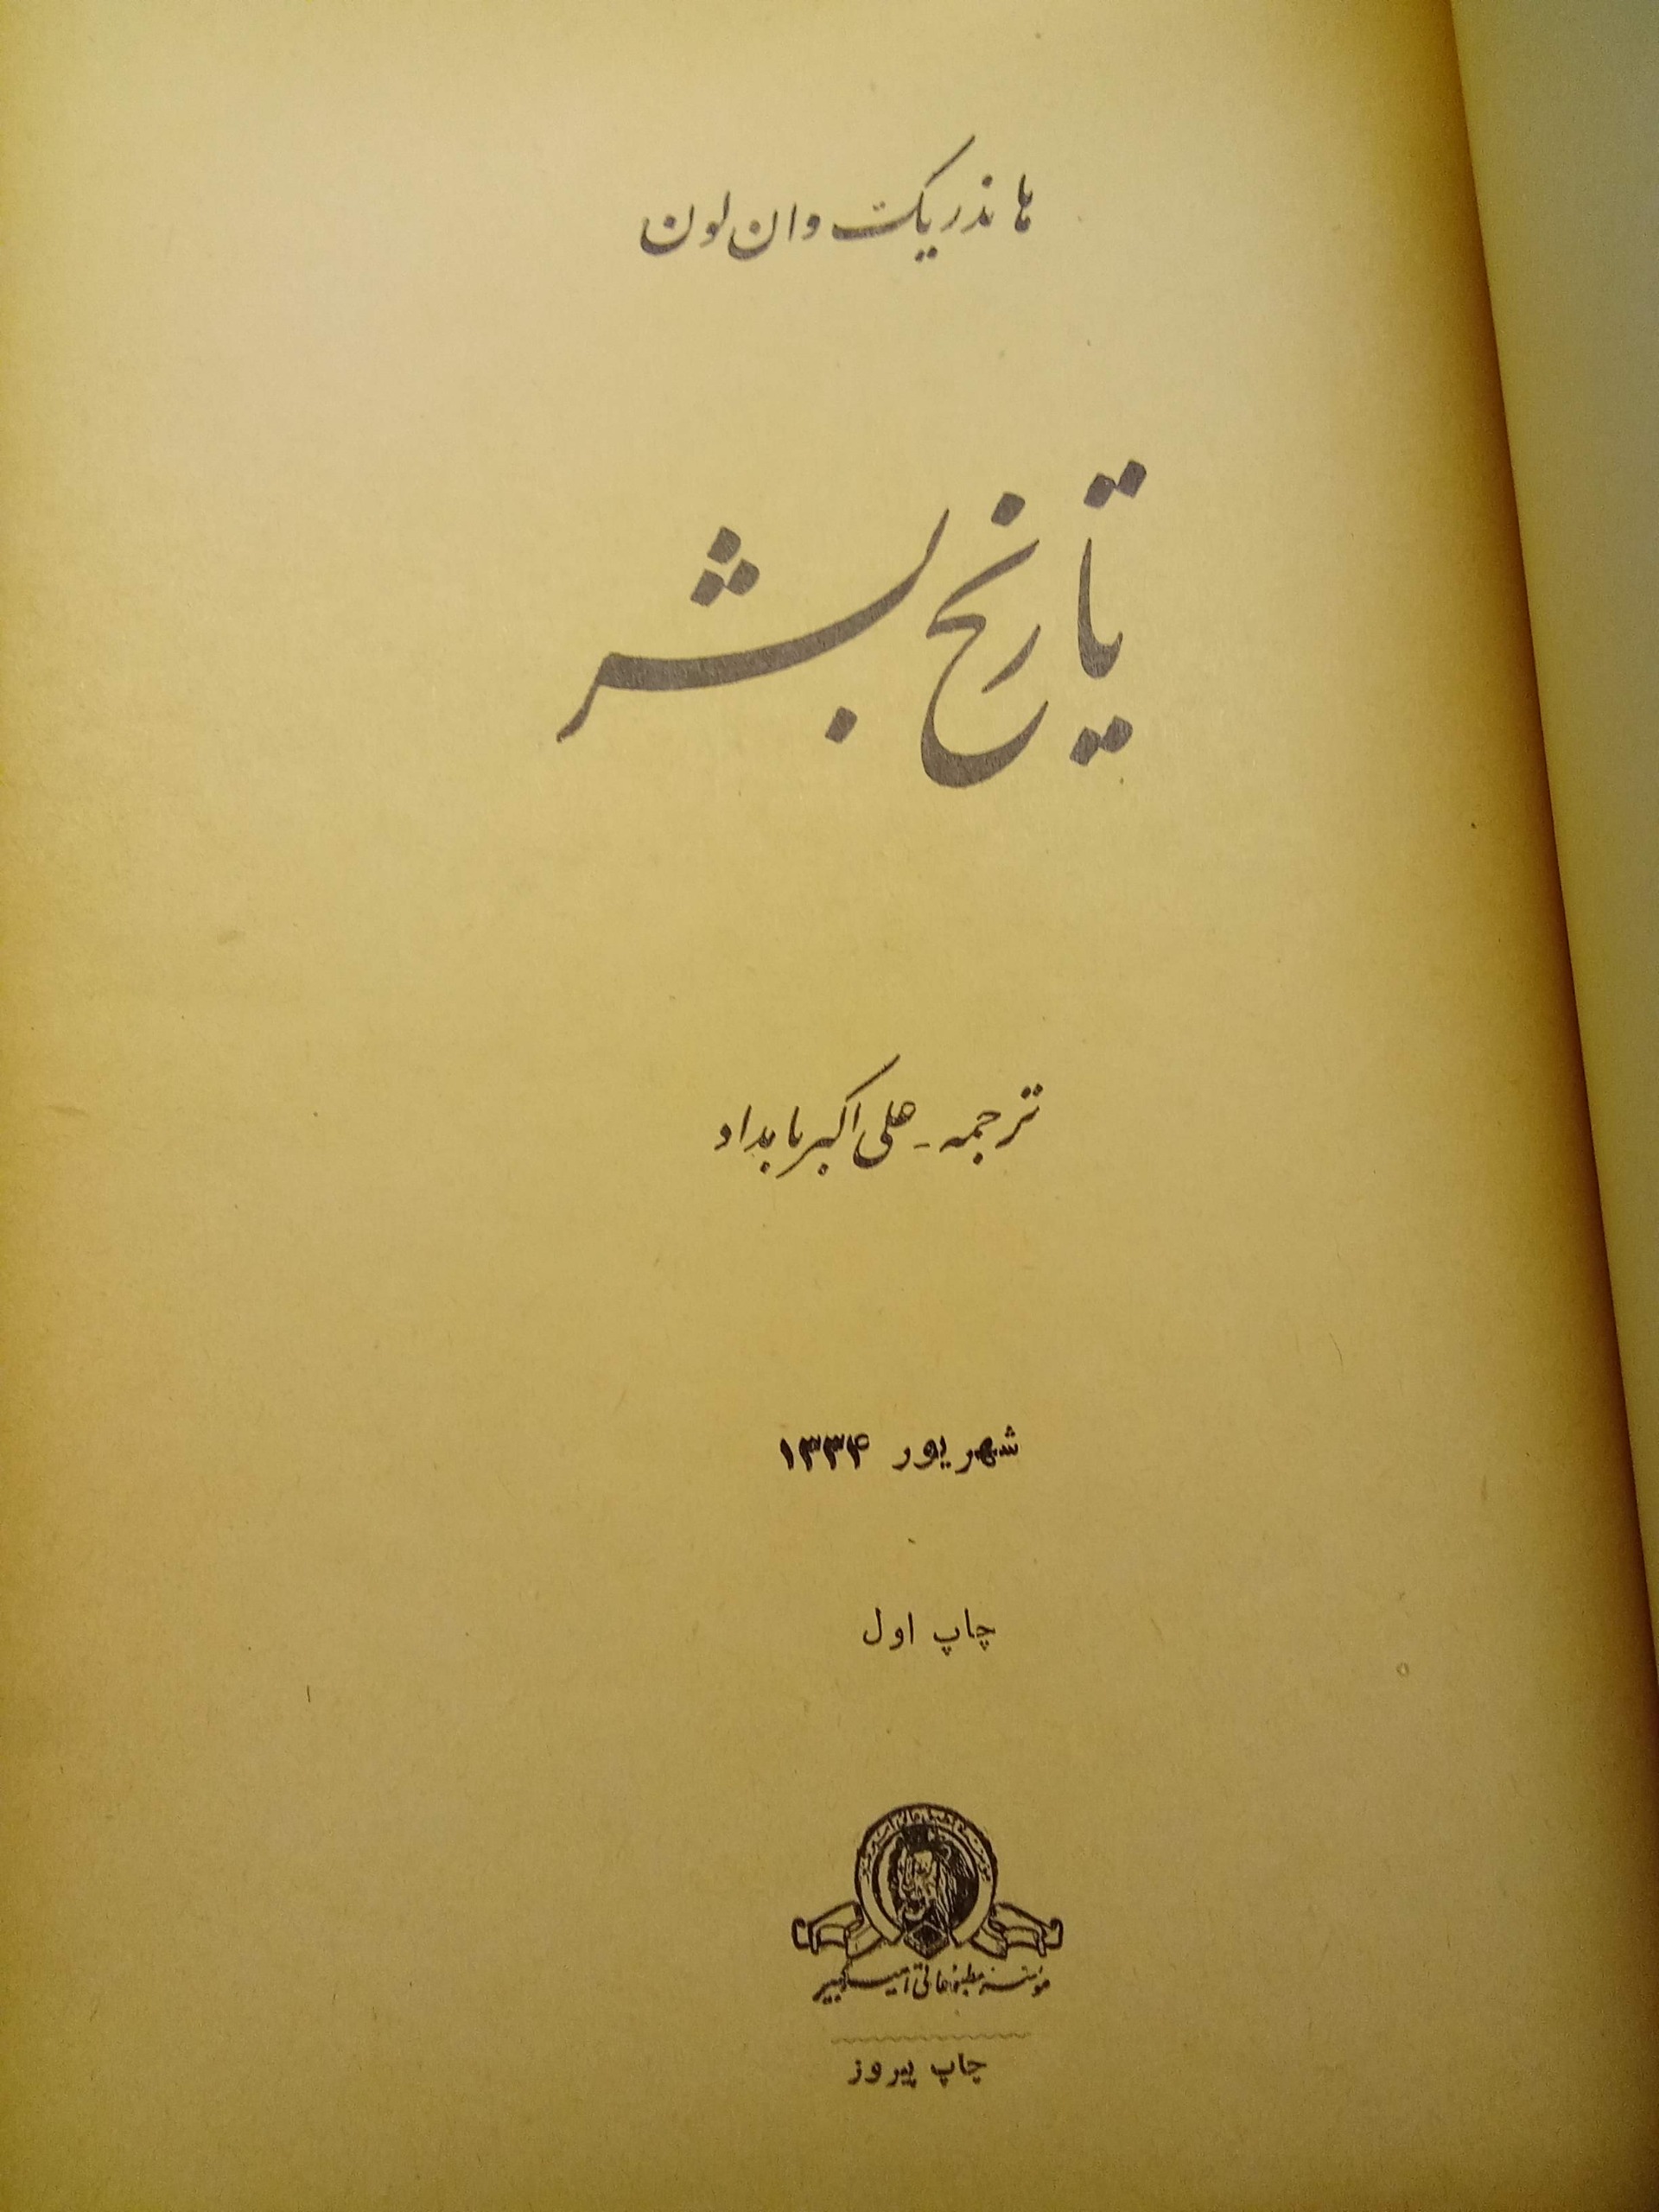 هاندریک وان لون
تاریخ بشر
ترجمه - علی اکبر بامداد
شهریور ۱۳۳۴
چاپ اول
مؤسسه مطبوعاتی امیرکبیر
چاپ پیروز